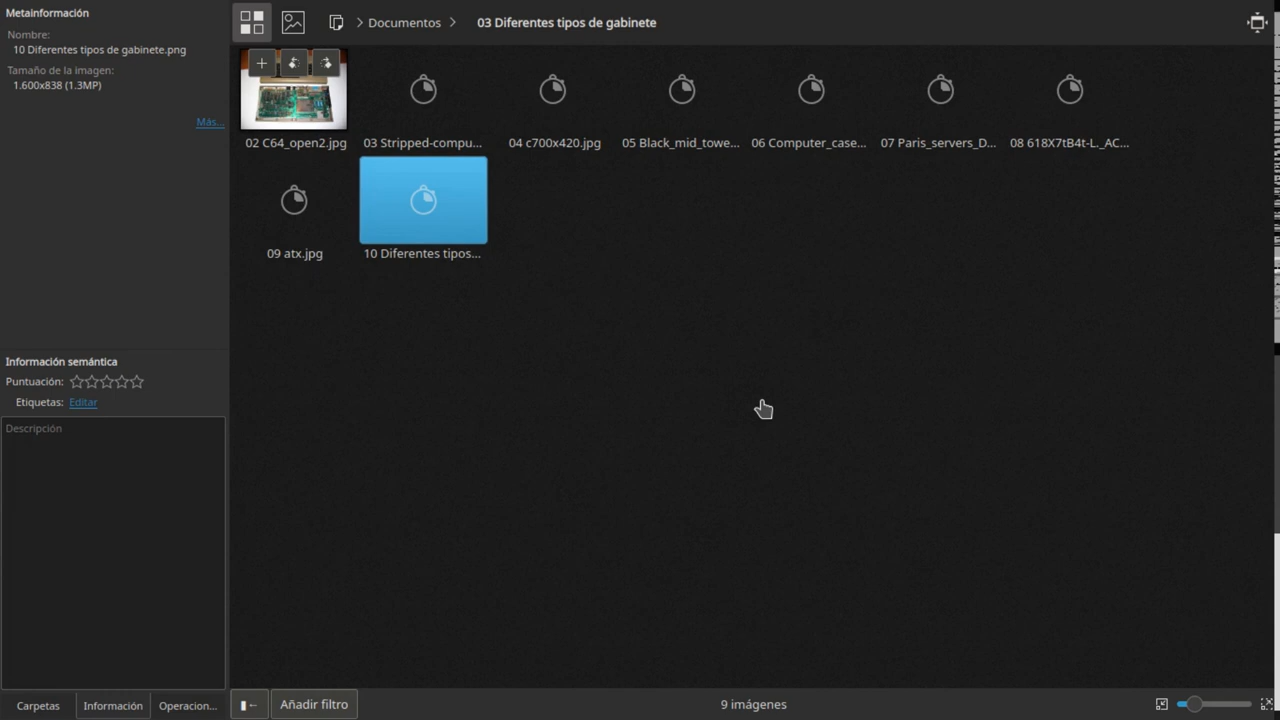 Metainformación
Nombre:
10 Diferentes tipos de gabinete.png
Tamaño de la imagen:
1.600x838 (1.3MP)
Más...
Información semántica
Puntuación:
Etiquetas: Editar
Descripción
Carpetas
Información
Operacion...
Documentos
03 Diferentes tipos de gabinete
02 C64_open2.jpg
03 Stripped-compu...
04 c700x420.jpg
05 Black_mid_towe...
06 Computer_case...
07 Paris_servers_D...
08 618X7tB4t-L._AC...
09 atx.jpg
10 Diferentes tipos...
Añadir filtro
9 imágenes